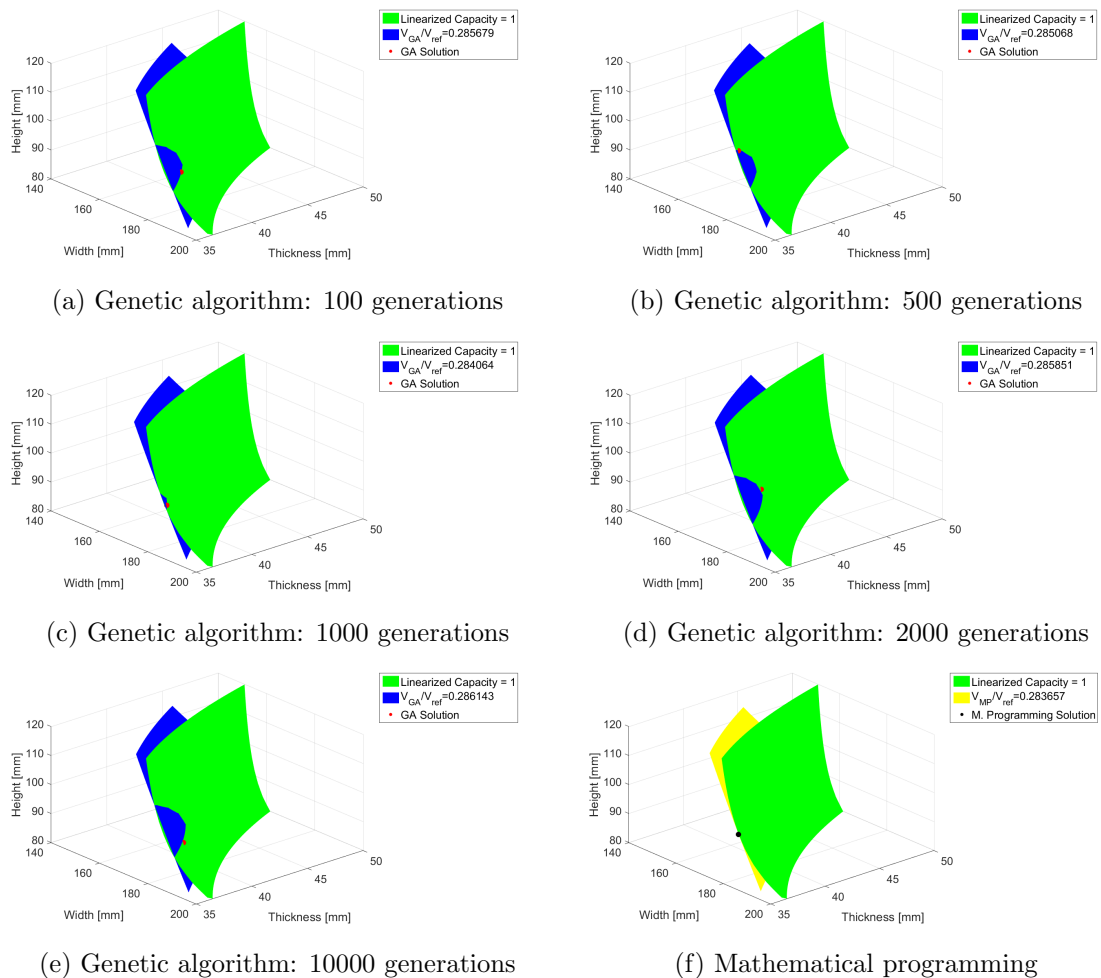 Linearized Capacity = 1
V_GA/V_ref=0.285679
GA Solution
120
110
100
90
80
Height [mm]
140
160
180
200
Width [mm]
35
40
45
50
Thickness [mm]
(a) Genetic algorithm: 100 generations
Linearized Capacity = 1
V_GA/V_ref=0.285068
GA Solution
120
110
100
90
80
Height [mm]
140
160
180
200
Width [mm]
35
40
45
50
Thickness [mm]
(b) Genetic algorithm: 500 generations
Linearized Capacity = 1
V_GA/V_ref=0.284064
GA Solution
120
110
100
90
80
Height [mm]
140
160
180
200
Width [mm]
35
40
45
50
Thickness [mm]
(c) Genetic algorithm: 1000 generations
Linearized Capacity = 1
V_GA/V_ref=0.285851
GA Solution
120
110
100
90
80
Height [mm]
140
160
180
200
Width [mm]
35
40
45
50
Thickness [mm]
(d) Genetic algorithm: 2000 generations
Linearized Capacity = 1
V_GA/V_ref=0.286143
GA Solution
120
110
100
90
80
Height [mm]
140
160
180
200
Width [mm]
35
40
45
50
Thickness [mm]
(e) Genetic algorithm: 10000 generations
Linearized Capacity = 1
V_MP/V_ref=0.283657
M. Programming Solution
120
110
100
90
80
Height [mm]
140
160
180
200
Width [mm]
35
40
45
50
Thickness [mm]
(f) Mathematical programming